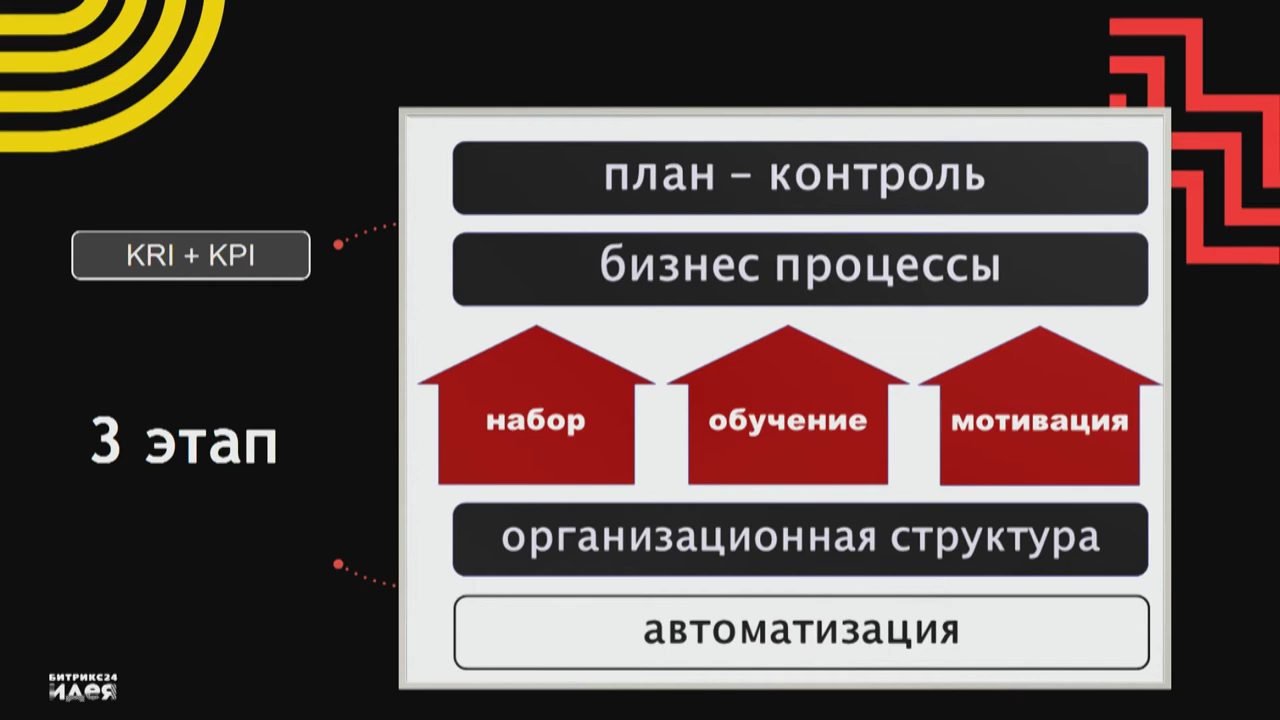 план – контроль
KRI + KPI
бизнес процессы
набор
обучение
мотивация
3 этап
организационная структура
автоматизация
БИТРИКС24
идея